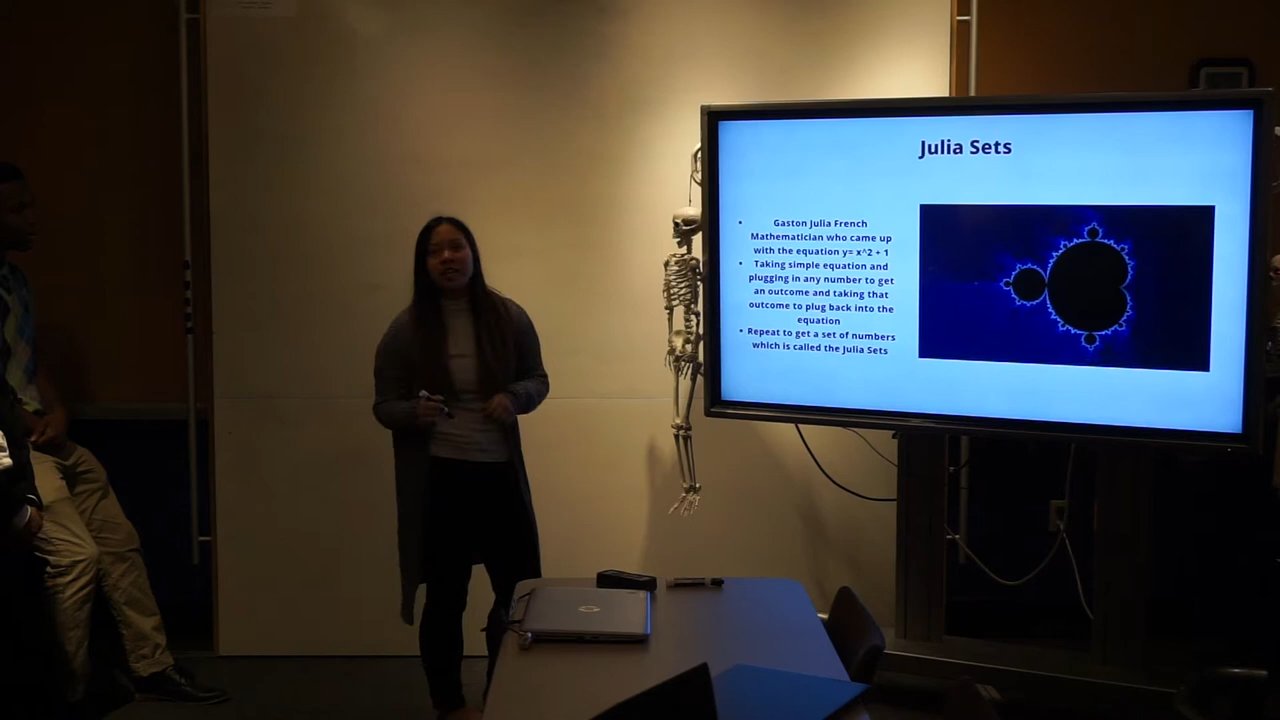 Julia Sets
• Gaston Julia French
Mathematician who came up
with the equation y= x^2 + 1
• Taking simple equation and
plugging in any number to get
an outcome and taking that
outcome to plug back into the
equation
• Repeat to get a set of numbers
which is called the Julia Sets
hp